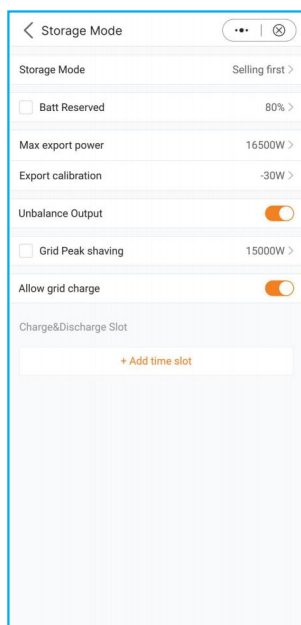 Storage Mode
Storage Mode Selling first >
Batt Reserved 80% >
Max export power 16500W >
Export calibration -30W >
Unbalance Output
Grid Peak shaving 15000W >
Allow grid charge
Charge&Discharge Slot
+ Add time slot